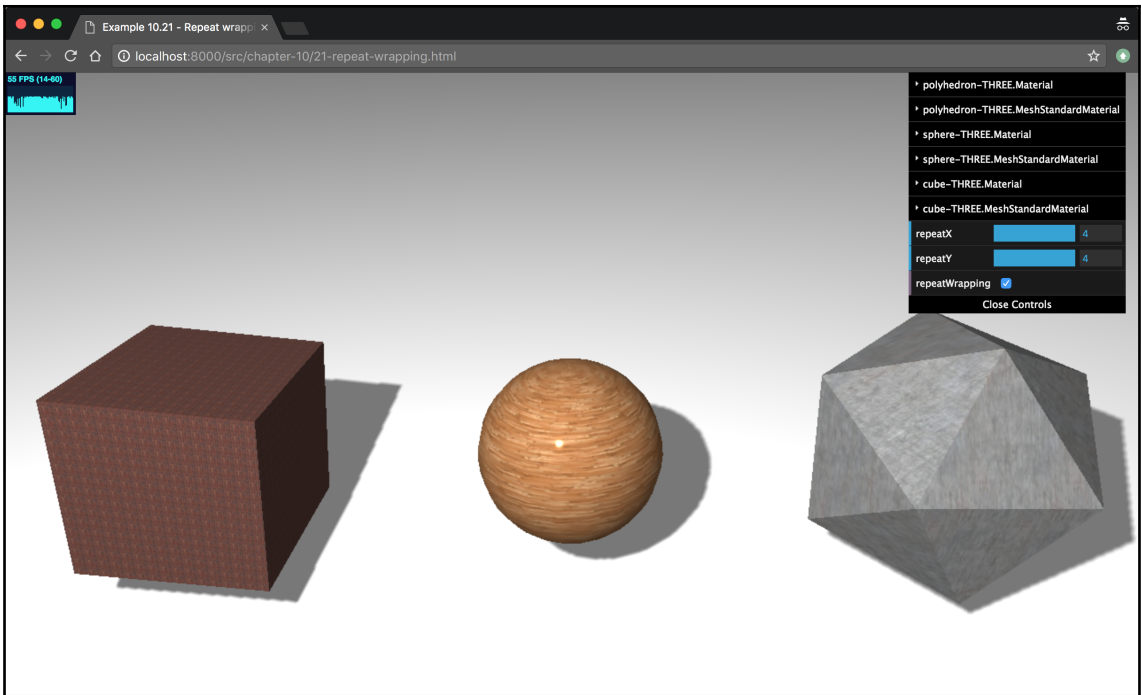 Example 10.21 - Repeat wrapp
localhost:8000/src/chapter-10/21-repeat-wrapping.html
55 FPS (14-60)
polyhedron-THREE.Material
polyhedron-THREE.MeshStandardMaterial
sphere-THREE.Material
sphere-THREE.MeshStandardMaterial
cube-THREE.Material
cube-THREE.MeshStandardMaterial
repeatX 4
repeatY 4
repeatWrapping
Close Controls